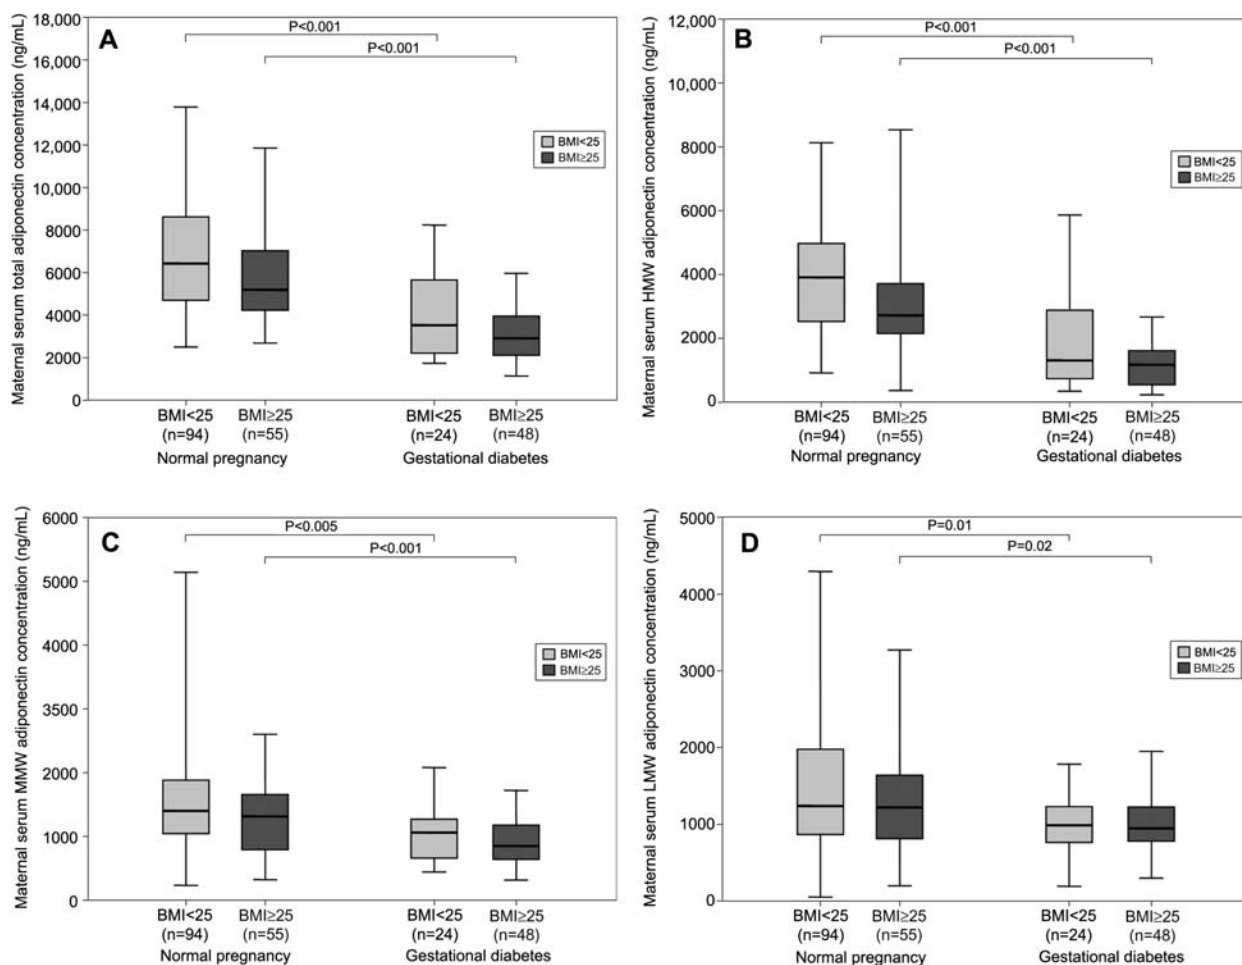 A
Maternal serum total adiponectin concentration (ng/mL)
18,000
16,000
14,000
12,000
10,000
8000
6000
4000
2000
0
P<0.001
P<0.001
BMI<25
BMI≥25
BMI<25
BMI≥25
BMI<25
BMI≥25
(n=94)
(n=55)
(n=24)
(n=48)
Normal pregnancy
Gestational diabetes
B
Maternal serum HMW adiponectin concentration (ng/mL)
12,000
10,000
8000
6000
4000
2000
0
P<0.001
P<0.001
BMI<25
BMI≥25
BMI<25
BMI≥25
BMI<25
BMI≥25
(n=94)
(n=55)
(n=24)
(n=48)
Normal pregnancy
Gestational diabetes
C
Maternal serum MMW adiponectin concentration (ng/mL)
6000
5000
4000
3500
2000
1000
0
P<0.005
P<0.001
BMI<25
BMI≥25
BMI<25
BMI≥25
BMI<25
BMI≥25
(n=94)
(n=55)
(n=24)
(n=48)
Normal pregnancy
Gestational diabetes
D
Maternal serum LMW adiponectin concentration (ng/mL)
5000
4000
3000
2000
1000
0
P=0.01
P=0.02
BMI<25
BMI≥25
BMI<25
BMI≥25
BMI<25
BMI≥25
(n=94)
(n=55)
(n=24)
(n=48)
Normal pregnancy
Gestational diabetes